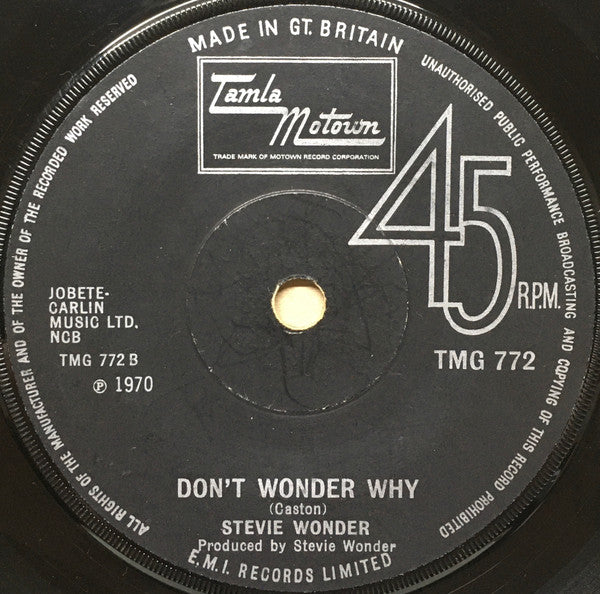 MADE IN GT. BRITAIN
UNAUTHORISED PUBLIC PERFORMANCE BROADCASTING AND COPYING OF THIS RECORD PROHIBITED
ALL RIGHTS OF THE MANUFACTURER AND OF THE OWNER OF THE RECORDED WORK RESERVED
Tamla
Motown
TRADE MARK OF MOTOWN RECORD CORPORATION
45
R.P.M.
JOBETE-
CARLIN
MUSIC LTD.
NCB
TMG 772 B
℗ 1970
TMG 772
DON'T WONDER WHY
(Caston)
STEVIE WONDER
Produced by Stevie Wonder
E.M.I. RECORDS LIMITED